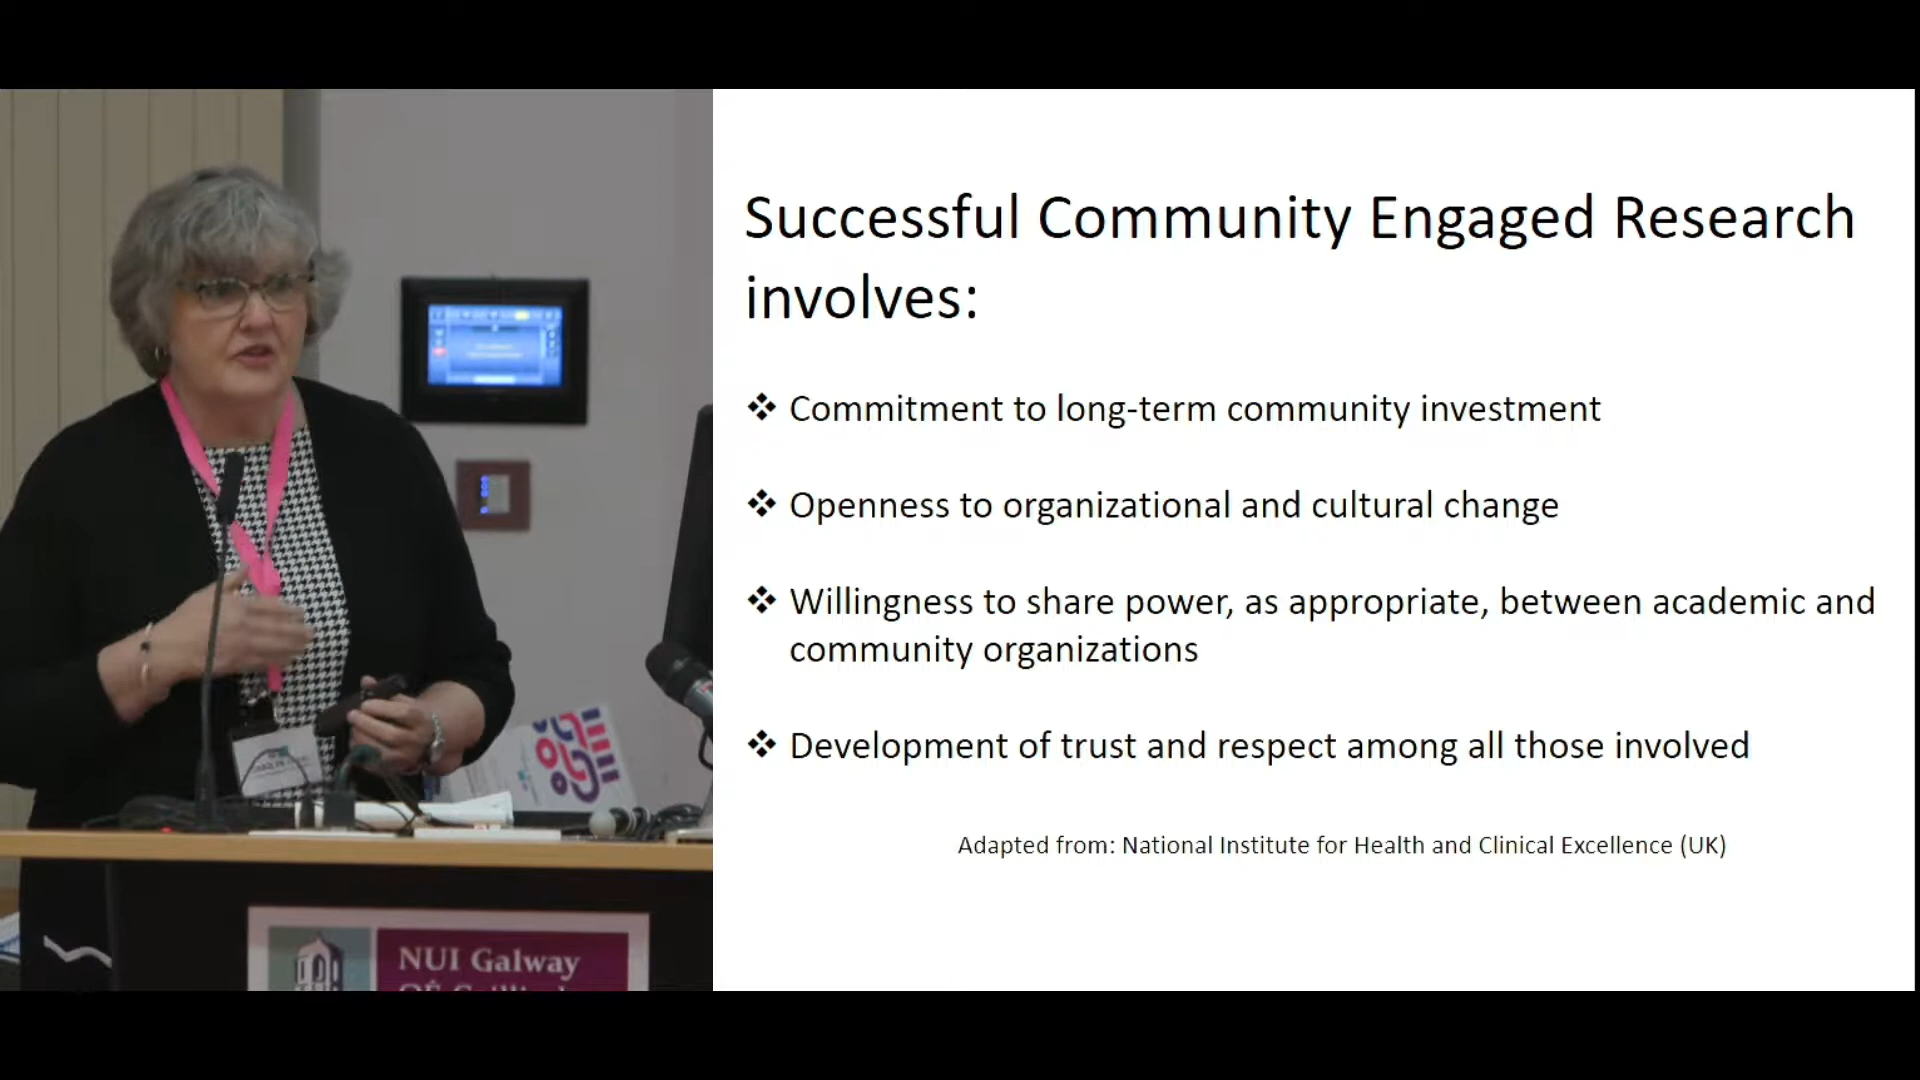 Successful Community Engaged Research
involves:
❖ Commitment to long-term community investment
❖ Openness to organizational and cultural change
❖ Willingness to share power, as appropriate, between academic and
community organizations
❖ Development of trust and respect among all those involved
Adapted from: National Institute for Health and Clinical Excellence (UK)
NUI Galway